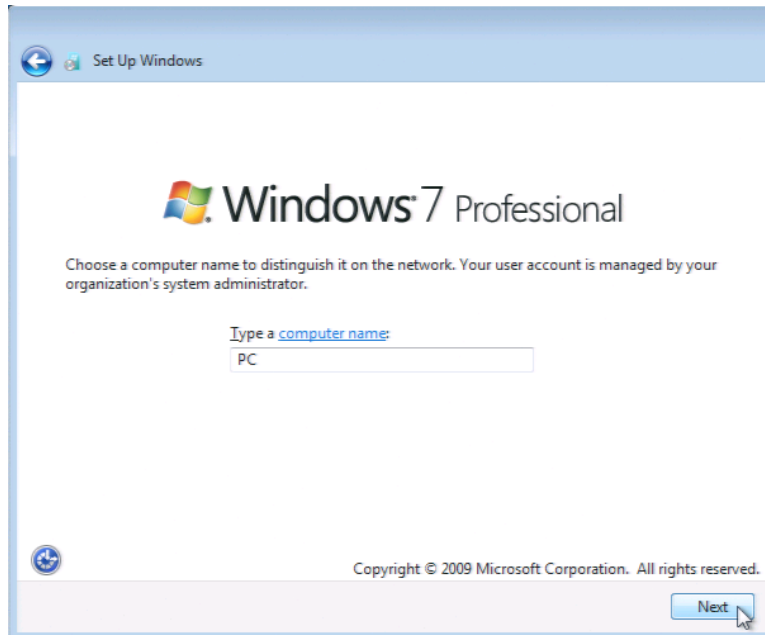 Set Up Windows
Windows 7 Professional
Choose a computer name to distinguish it on the network. Your user account is managed by your
organization's system administrator.
Type a computer name:
PC
Copyright © 2009 Microsoft Corporation. All rights reserved.
Next